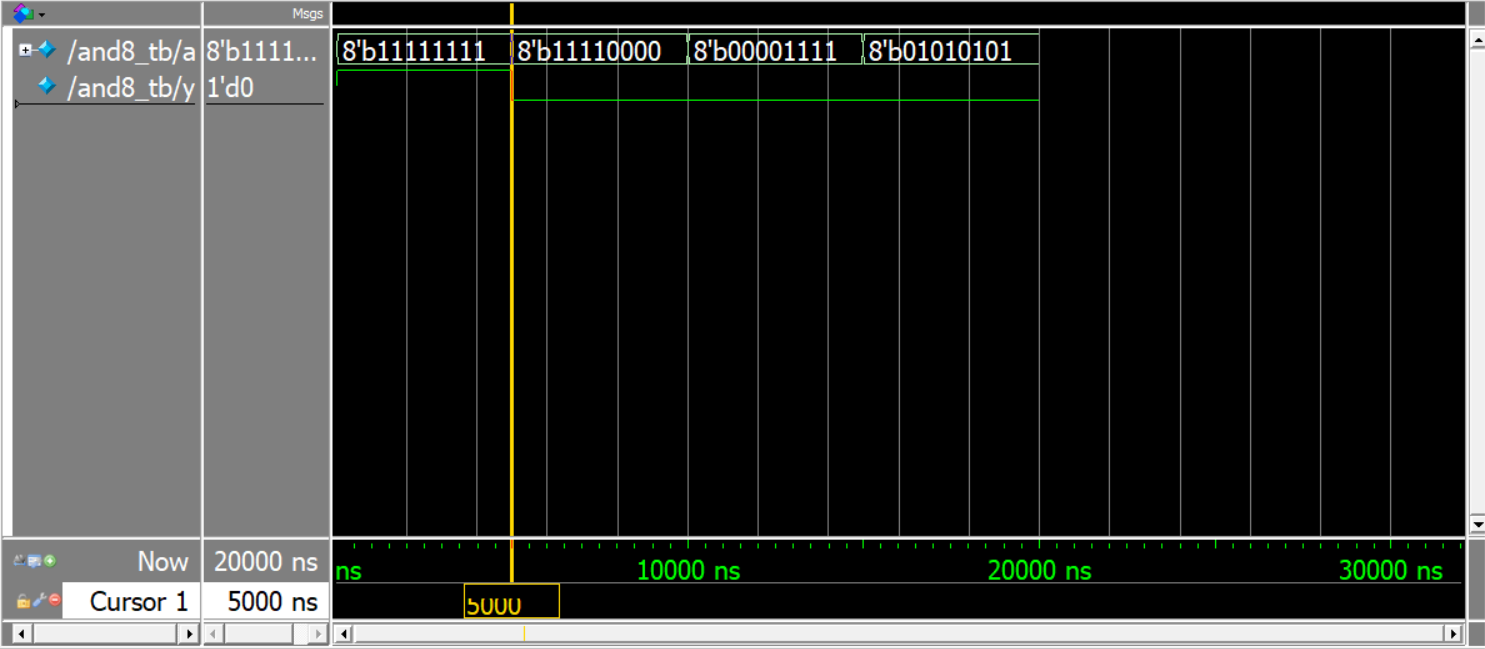 Msgs
/and8_tb/a 8'b1111... 8'b11111111 8'b11110000 8'b00001111 8'b01010101
/and8_tb/y 1'd0
Now 20000 ns ns 10000 ns 20000 ns 30000 ns
Cursor 1 5000 ns 5000